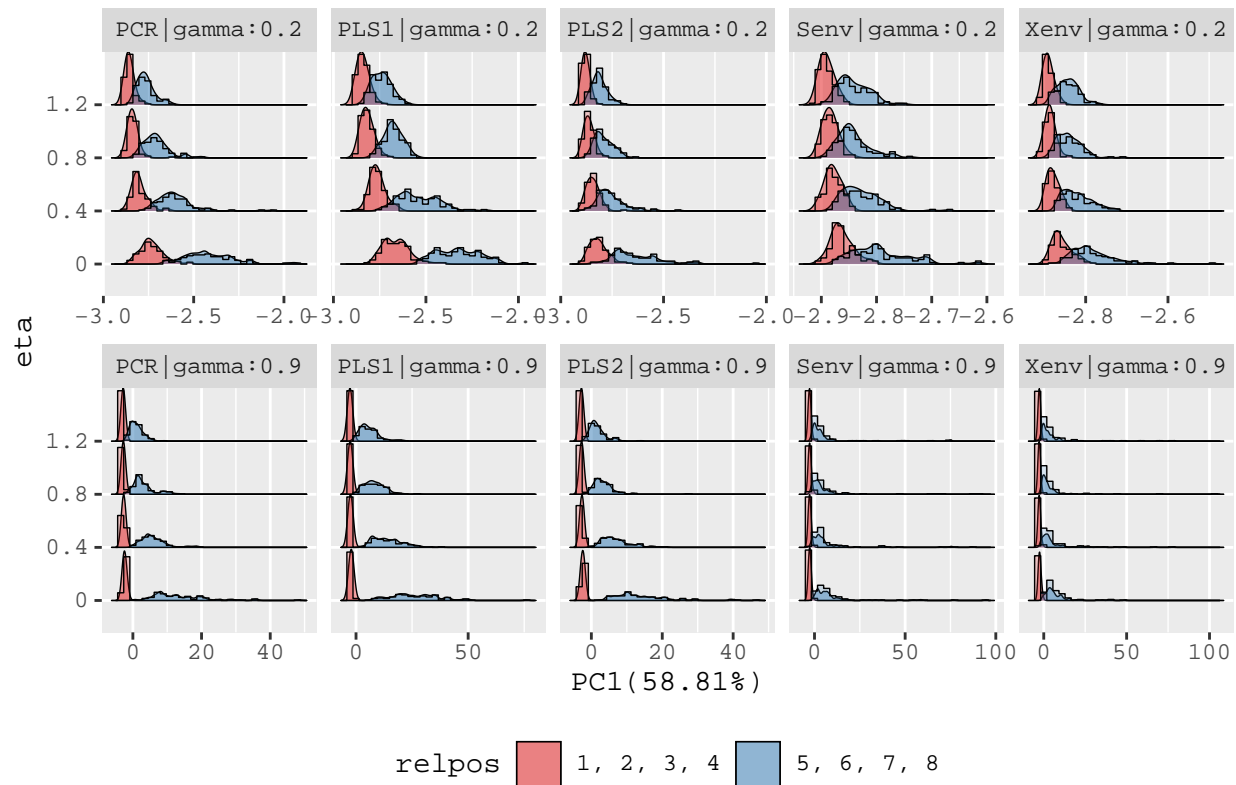 PCR|gamma:0.2 PLS1|gamma:0.2 PLS2|gamma:0.2 Senv|gamma:0.2 Xenv|gamma:0.2
1.2
0.8
0.4
0
-3.0 -2.5 -2.0 -3.0 -2.5 -2.0 -3.0 -2.5 -2.0 -2.9 -2.8 -2.7 -2.6 -2.8 -2.6
eta
PCR|gamma:0.9 PLS1|gamma:0.9 PLS2|gamma:0.9 Senv|gamma:0.9 Xenv|gamma:0.9
1.2
0.8
0.4
0
0 20 40 0 50 0 20 40 0 50 100 0 50 100
PC1(58.81%)
relpos 1, 2, 3, 4 5, 6, 7, 8